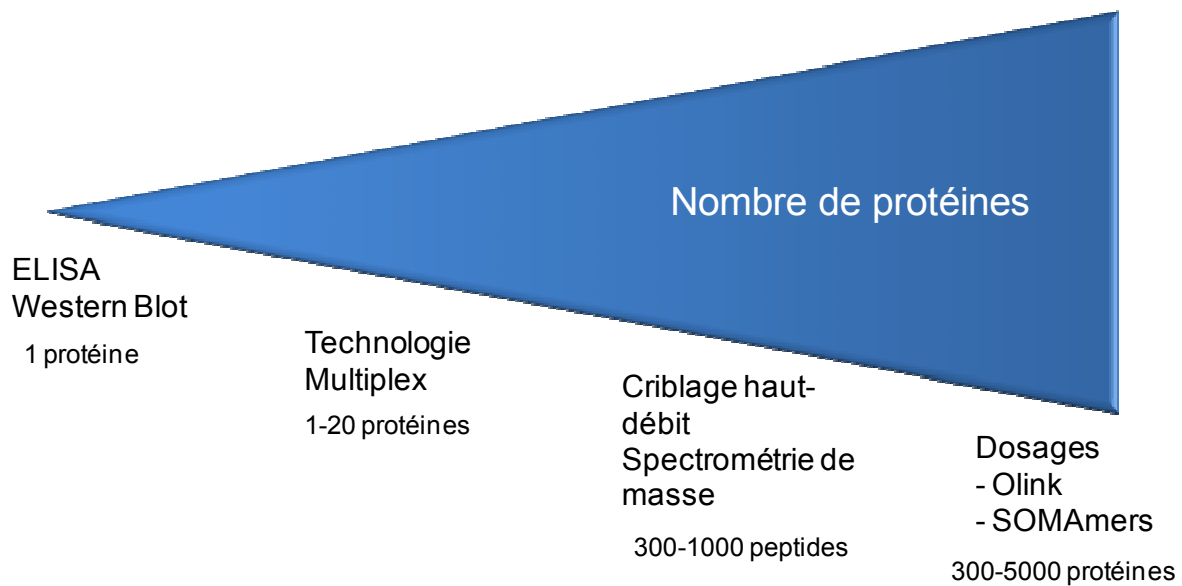 Nombre de protéines
ELISA
Western Blot
1 protéine
Technologie
Multiplex
1-20 protéines
Criblage haut-
débit
Spectrométrie de
masse
300-1000 peptides
Dosages
- Olink
- SOMAmers
300-5000 protéines